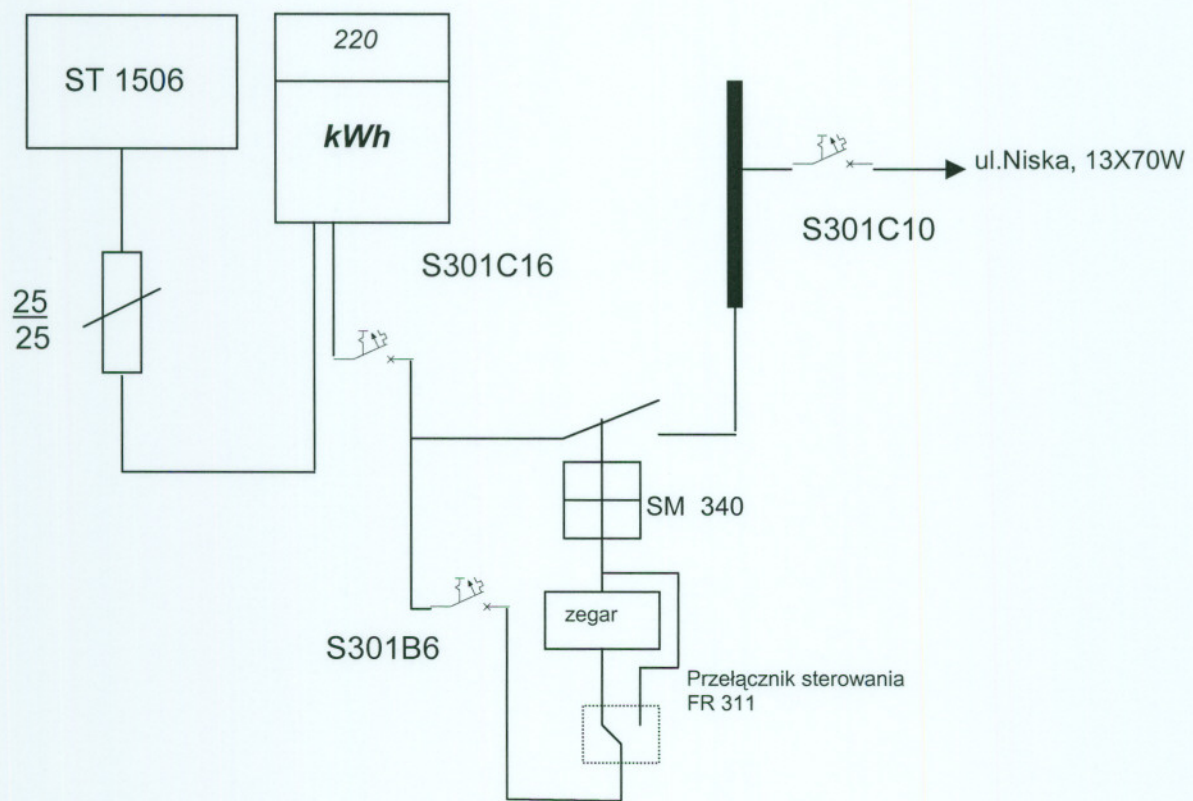 220
ST 1506
kWh
ul.Niska, 13X70W
S301C10
S301C16
25
25
SM 340
zegar
S301B6
Przełącznik sterowania
FR 311